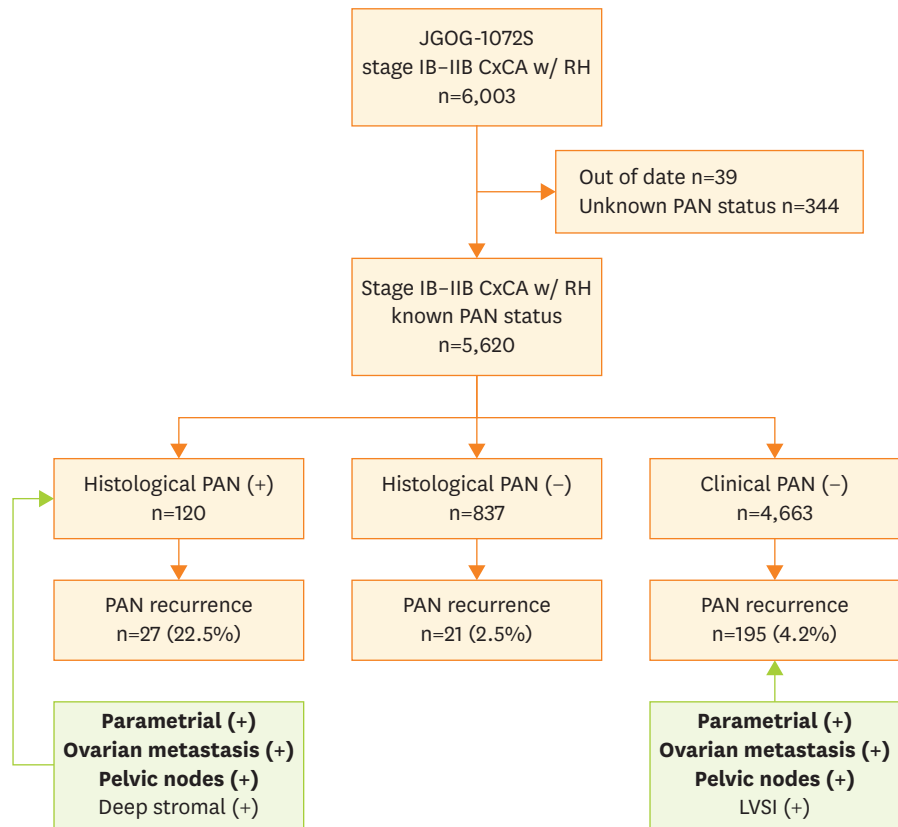 JGOG-1072S
stage IB–IIB CxCA w/ RH
n=6,003
Out of date n=39
Unknown PAN status n=344
Stage IB–IIB CxCA w/ RH
known PAN status
n=5,620
Histological PAN (+)
n=120
Histological PAN (−)
n=837
Clinical PAN (−)
n=4,663
PAN recurrence
n=27 (22.5%)
PAN recurrence
n=21 (2.5%)
PAN recurrence
n=195 (4.2%)
Parametrial (+)
Ovarian metastasis (+)
Pelvic nodes (+)
Deep stromal (+)
Parametrial (+)
Ovarian metastasis (+)
Pelvic nodes (+)
LVSI (+)